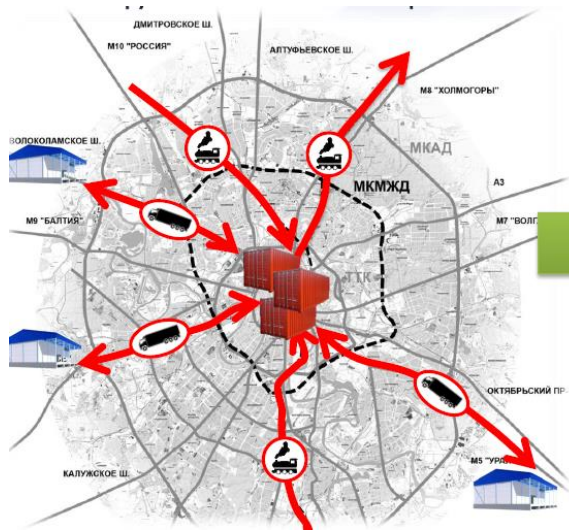 ДМИТРОВСКОЕ Ш.
М10 "РОССИЯ"
АЛТУФЬЕВСКОЕ Ш.
М8 "ХОЛМОГОРЫ"
ВОЛОКОЛАМСКОЕ Ш.
МКАД
МКМЖД
А3
М9 "БАЛТИЯ"
М7 "ВОЛГ
ТТК
ОКТЯБРЬСКИЙ ПР
КАЛУЖСКОЕ Ш.
М5 "УРА